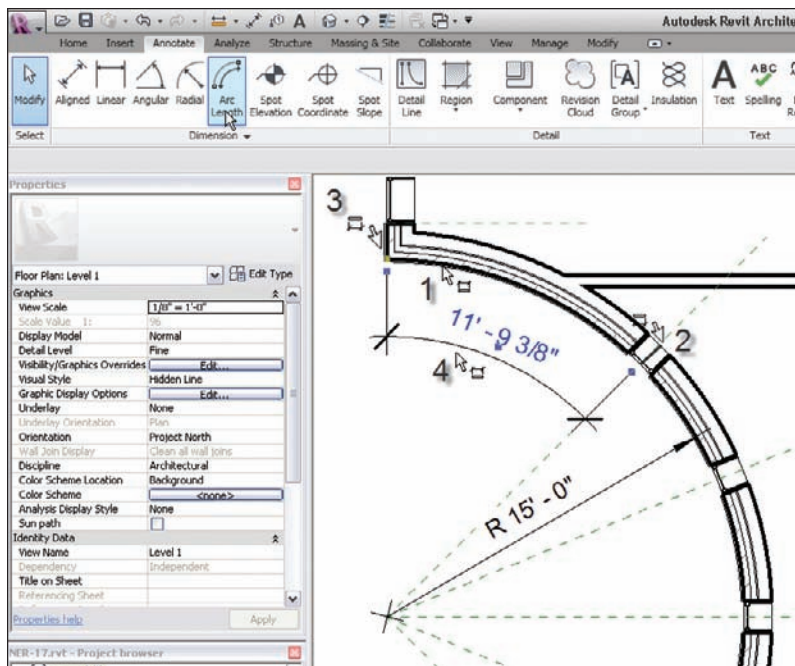 Autodesk Revit Archite
Home Insert Annotate Analyze Structure Massing & Site Collaborate View Manage Modify
Modify Aligned Linear Angular Radial Arc Length Spot Elevation Spot Coordinate Spot Slope Detail Line Region Component Revision Cloud Detail Group Insulation Text Spelling
Select Dimension Detail Text
Properties
Floor Plan: Level 1 Edit Type
Graphics
View Scale 1/8" = 1'-0"
Scale Value 1: 96
Display Model Normal
Detail Level Fine
Visibility/Graphics Overrides Edit...
Visual Style Hidden Line
Graphic Display Options Edit...
Underlay None
Underlay Orientation Plan
Orientation Project North
Wall Join Display Clean all wall joins
Discipline Architectural
Color Scheme Location Background
Color Scheme <none>
Analysis Display Style None
Sun path
Identity Data
View Name Level 1
Dependency Independent
Title on Sheet
Referencing Sheet
Properties help Apply
NER-17.rvt - Project browser
3
1
11' - 9 3/8"
2
4
R 15' - 0"